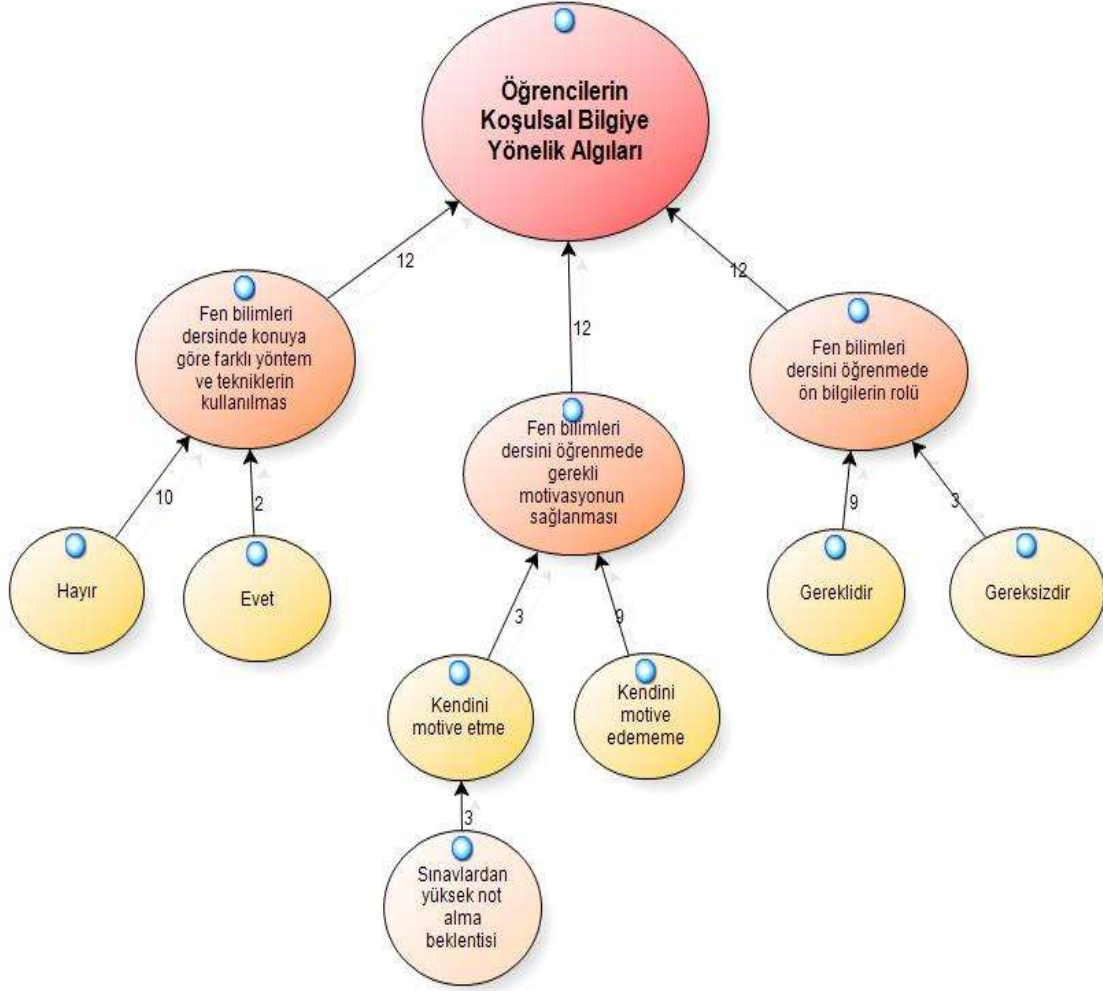 Öğrencilerin
Koşulsal Bilgiye
Yönelik Algıları
12
12
12
Fen bilimleri
dersinde konuya
göre farklı yöntem
ve tekniklerin
kullanılmas
Fen bilimleri
dersini öğrenmede
gerekli
motivasyonun
sağlanması
Fen bilimleri
dersini öğrenmede
ön bilgilerin rolü
10
2
3
9
9
3
Hayır
Evet
Kendini
motive etme
Kendini
motive
edememe
Gereklidir
Gereksizdir
3
Sınavlardan
yüksek not
alma
beklentisi